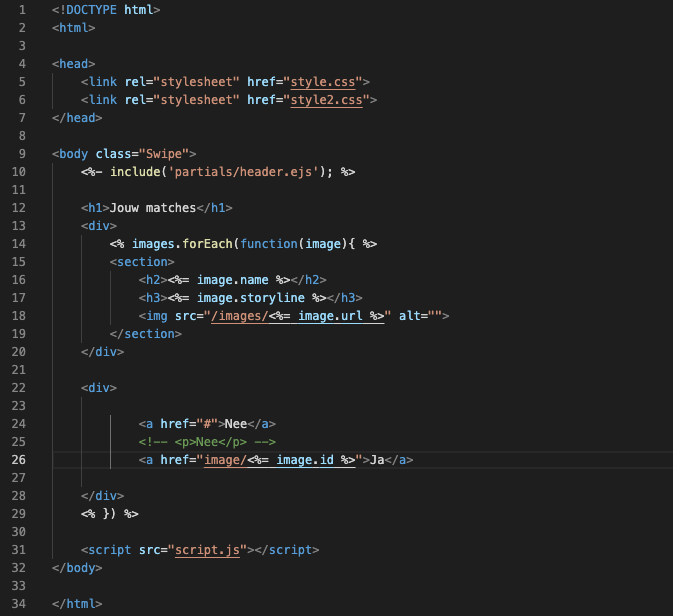 1 <!DOCTYPE html>
2 <html>
3
4 <head>
5     <link rel="stylesheet" href="style.css">
6     <link rel="stylesheet" href="style2.css">
7 </head>
8
9 <body class="Swipe">
10     <%- include('partials/header.ejs'); %>
11
12     <h1>Jouw matches</h1>
13     <div>
14         <% images.forEach(function(image){ %>
15         <section>
16             <h2><%= image.name %></h2>
17             <h3><%= image.storyline %></h3>
18             <img src="/images/<%= image.url %>" alt="">
19         </section>
20     </div>
21
22     <div>
23
24             <a href="#">Nee</a>
25             <!-- <p>Nee</p> -->
26             <a href="image/<%= image.id %>">Ja</a>
27
28     </div>
29     <% }) %>
30
31     <script src="script.js"></script>
32 </body>
33
34 </html>